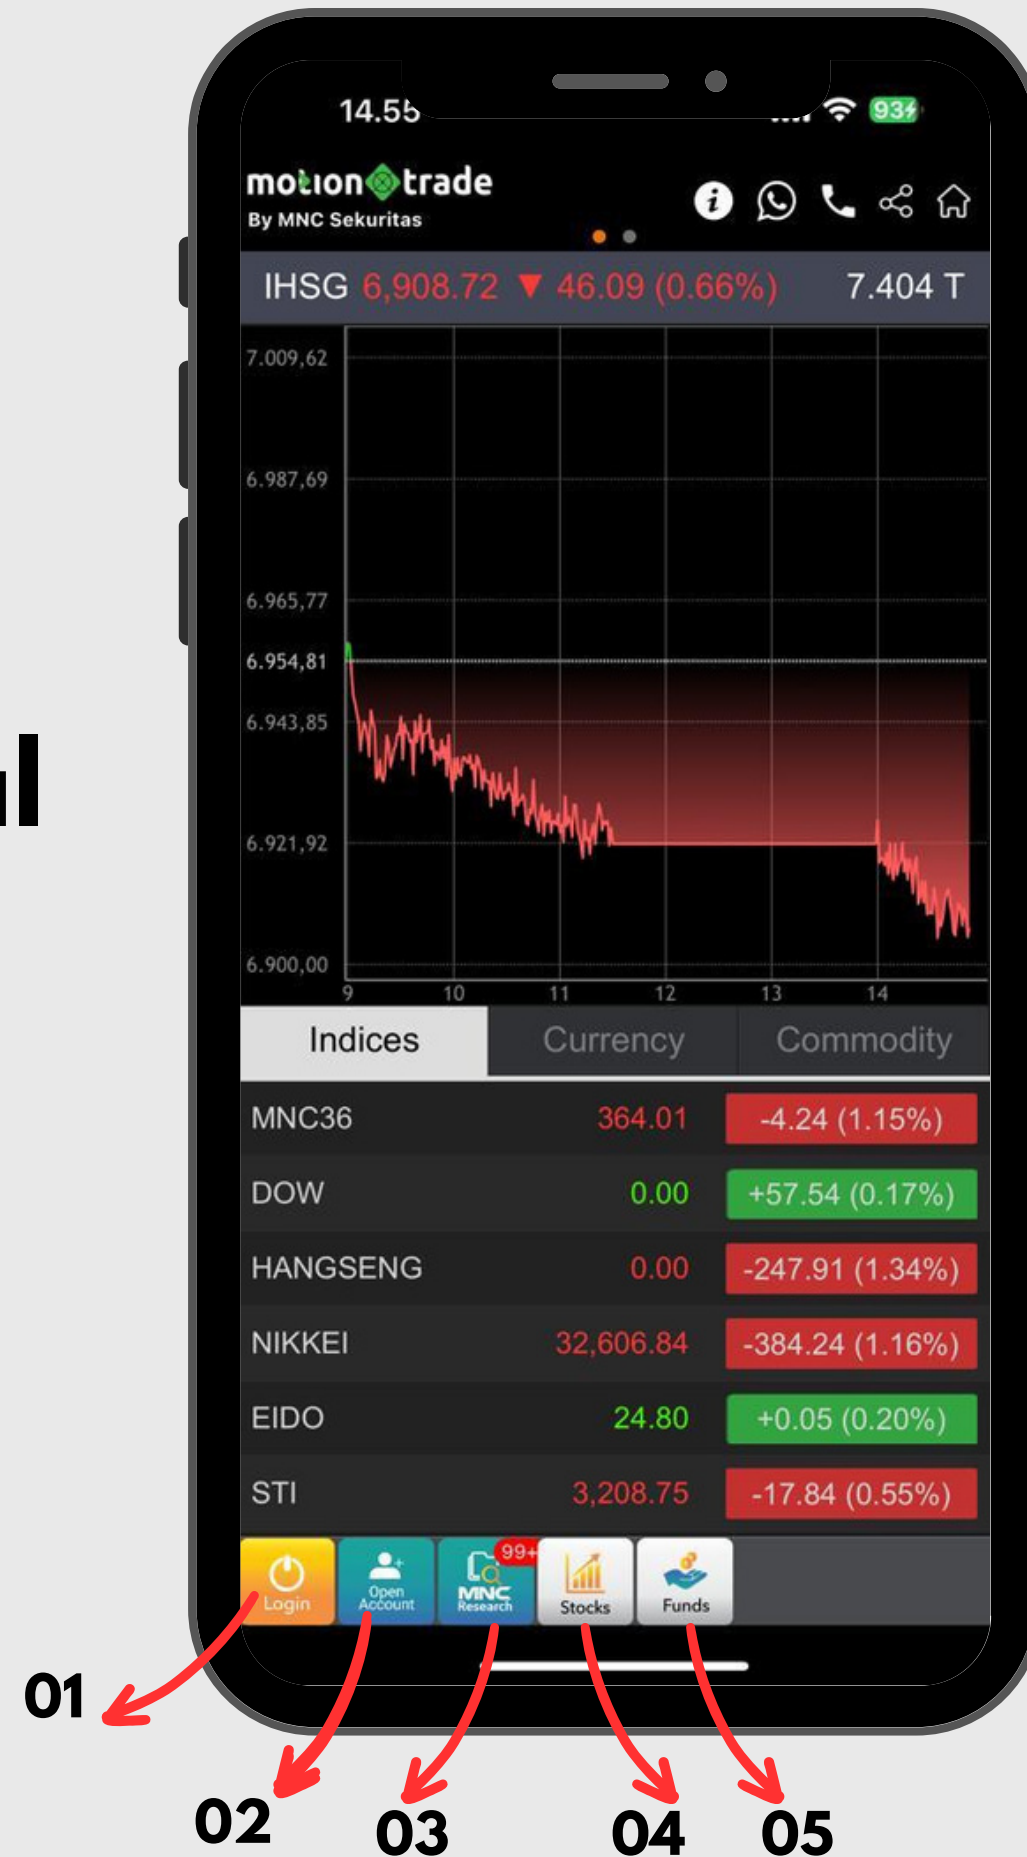 14.55
93
motion trade
By MNC Sekuritas
IHSG 6,908.72 ▼ 46.09 (0.66%) 7.404 T
7.009,62
6.987,69
6.965,77
6.954,81
6.943,85
6.921,92
6.900,00
9 10 11 12 13 14
Indices Currency Commodity
MNC36 364.01 -4.24 (1.15%)
DOW 0.00 +57.54 (0.17%)
HANGSENG 0.00 -247.91 (1.34%)
NIKKEI 32,606.84 -384.24 (1.16%)
EIDO 24.80 +0.05 (0.20%)
STI 3,208.75 -17.84 (0.55%)
Login
Open
Account
99+
MNC
Research
Stocks
Funds
01
02
03
04
05